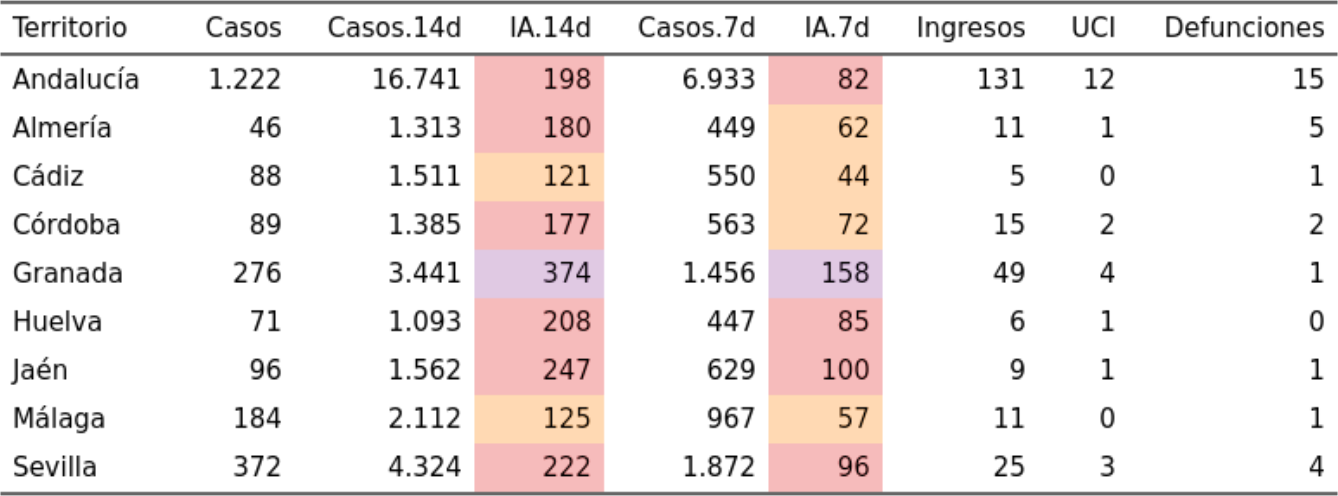 Territorio Casos Casos.14d IA.14d Casos.7d IA.7d Ingresos UCI Defunciones
Andalucía 1.222 16.741 198 6.933 82 131 12 15
Almería 46 1.313 180 449 62 11 1 5
Cádiz 88 1.511 121 550 44 5 0 1
Córdoba 89 1.385 177 563 72 15 2 2
Granada 276 3.441 374 1.456 158 49 4 1
Huelva 71 1.093 208 447 85 6 1 0
Jaén 96 1.562 247 629 100 9 1 1
Málaga 184 2.112 125 967 57 11 0 1
Sevilla 372 4.324 222 1.872 96 25 3 4